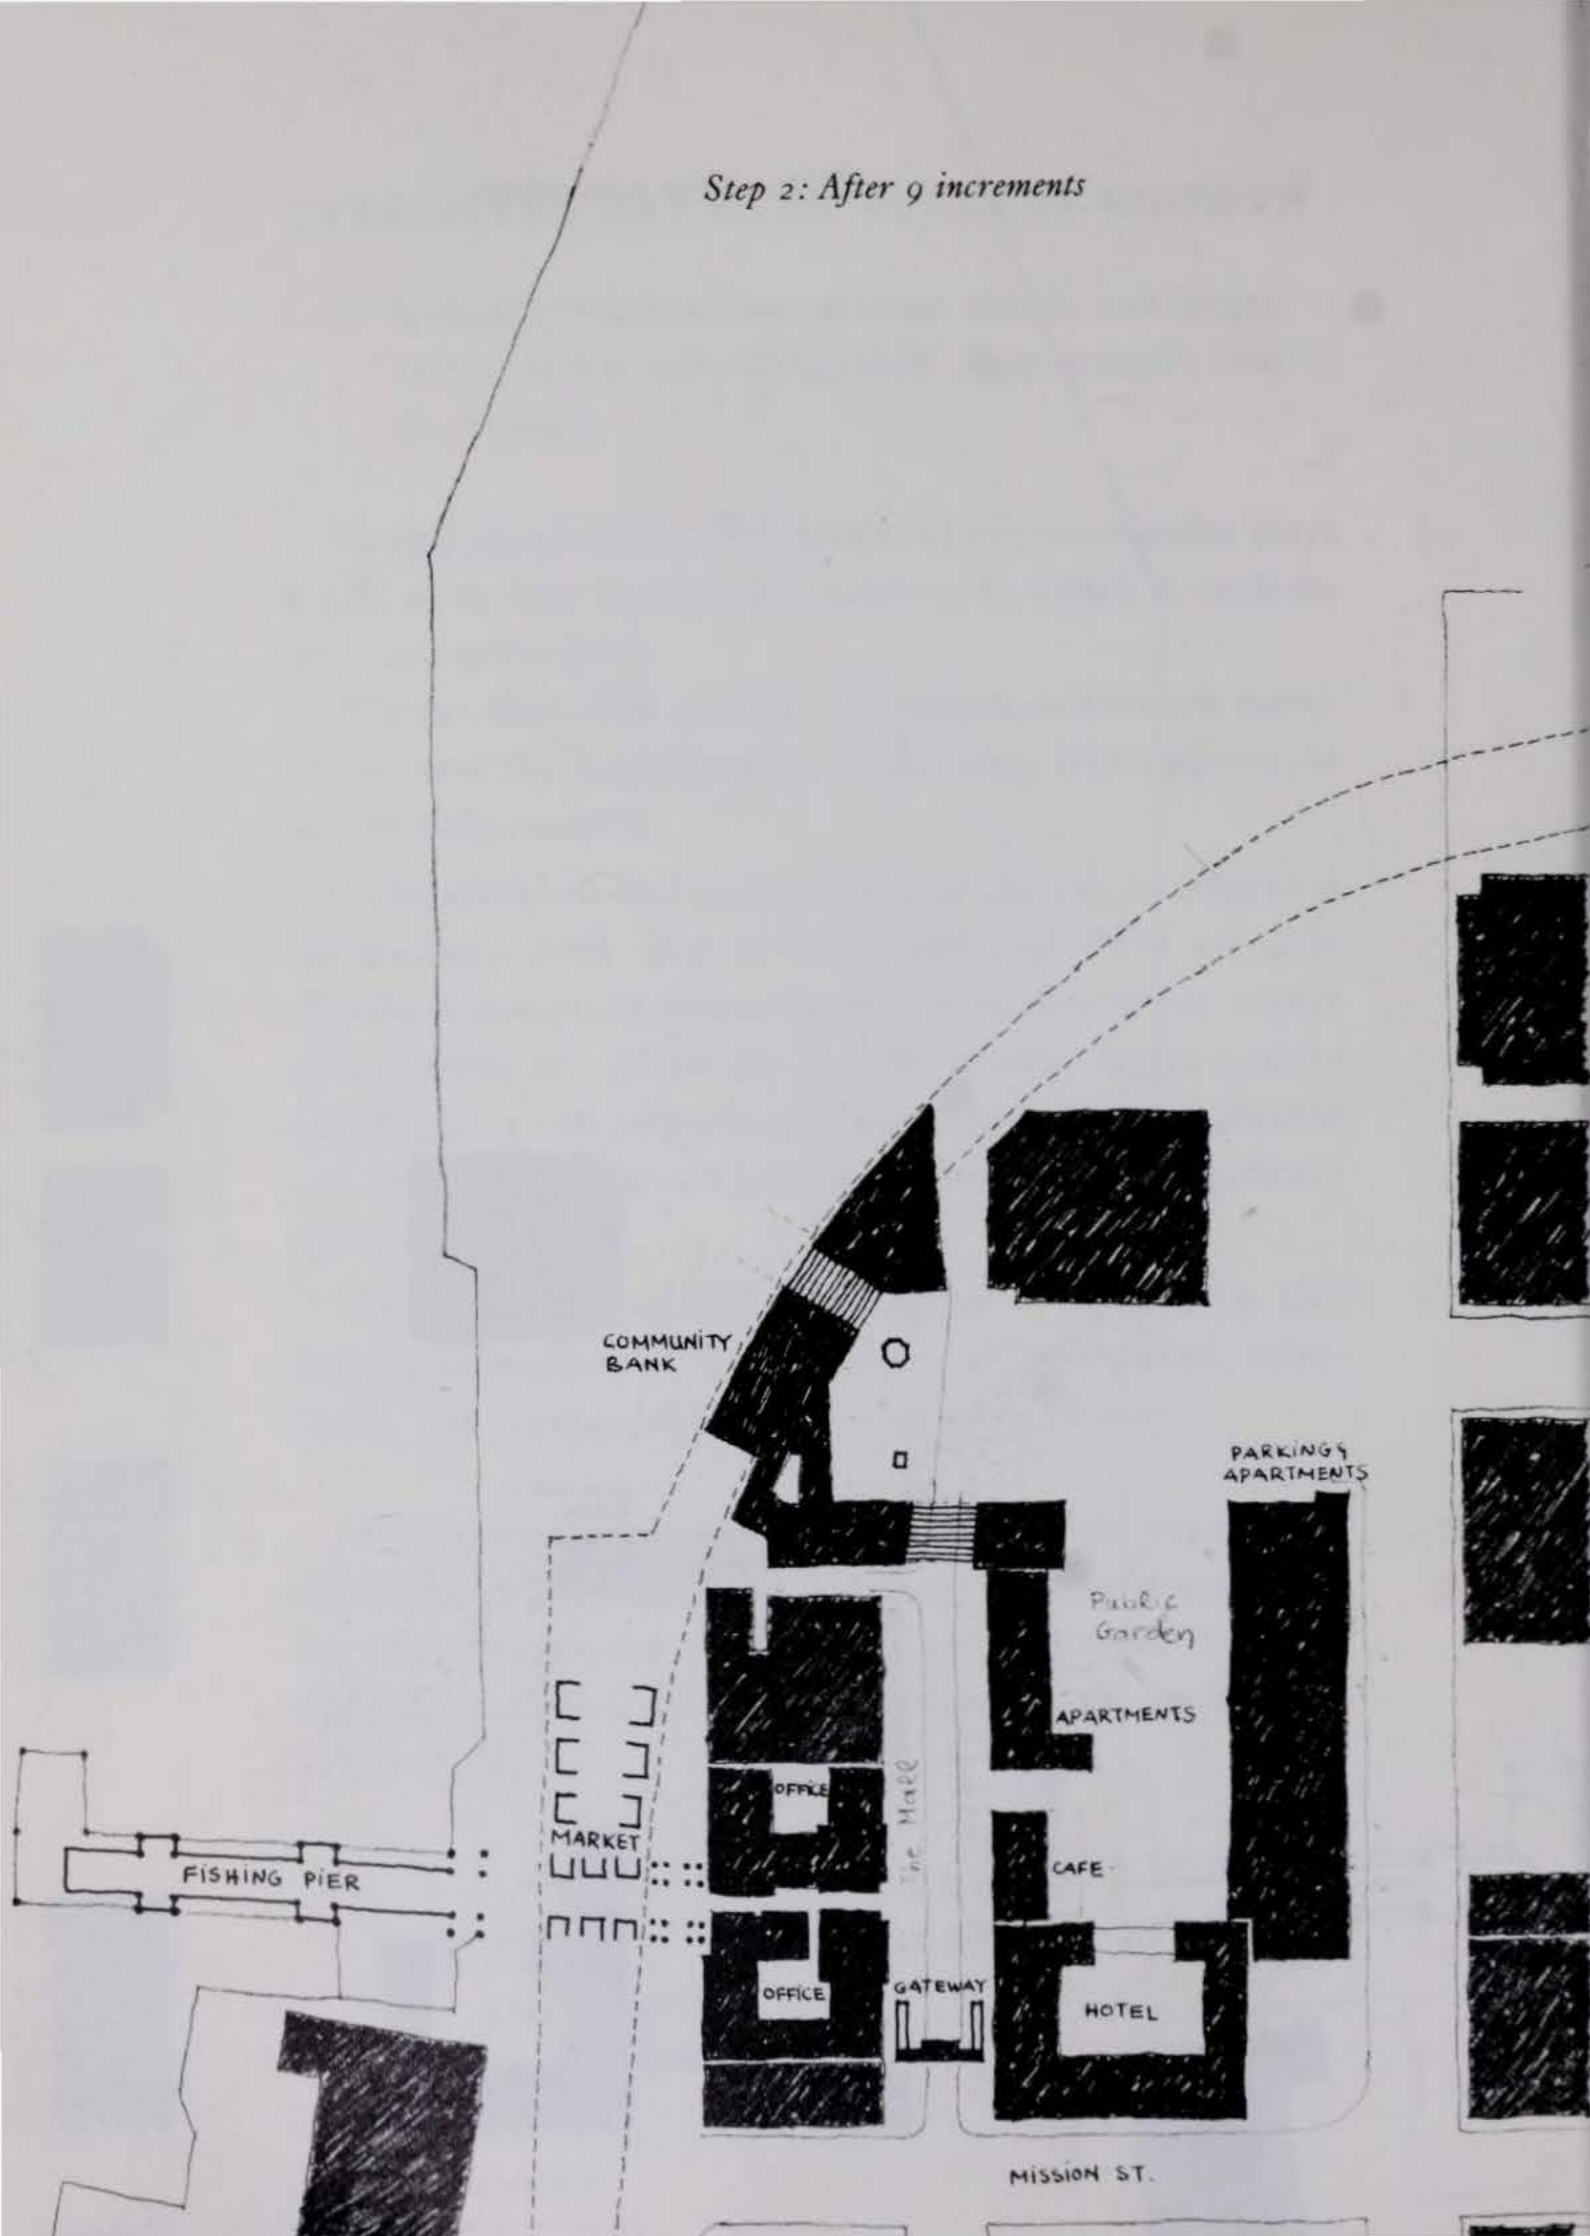 Step 2: After 9 increments
COMMUNITY
BANK
PARKING &
APARTMENTS
Public
Garden
APARTMENTS
OFFICE
The Mall
MARKET
FISHING PIER
CAFE
OFFICE
GATEWAY
HOTEL
MISSION ST.